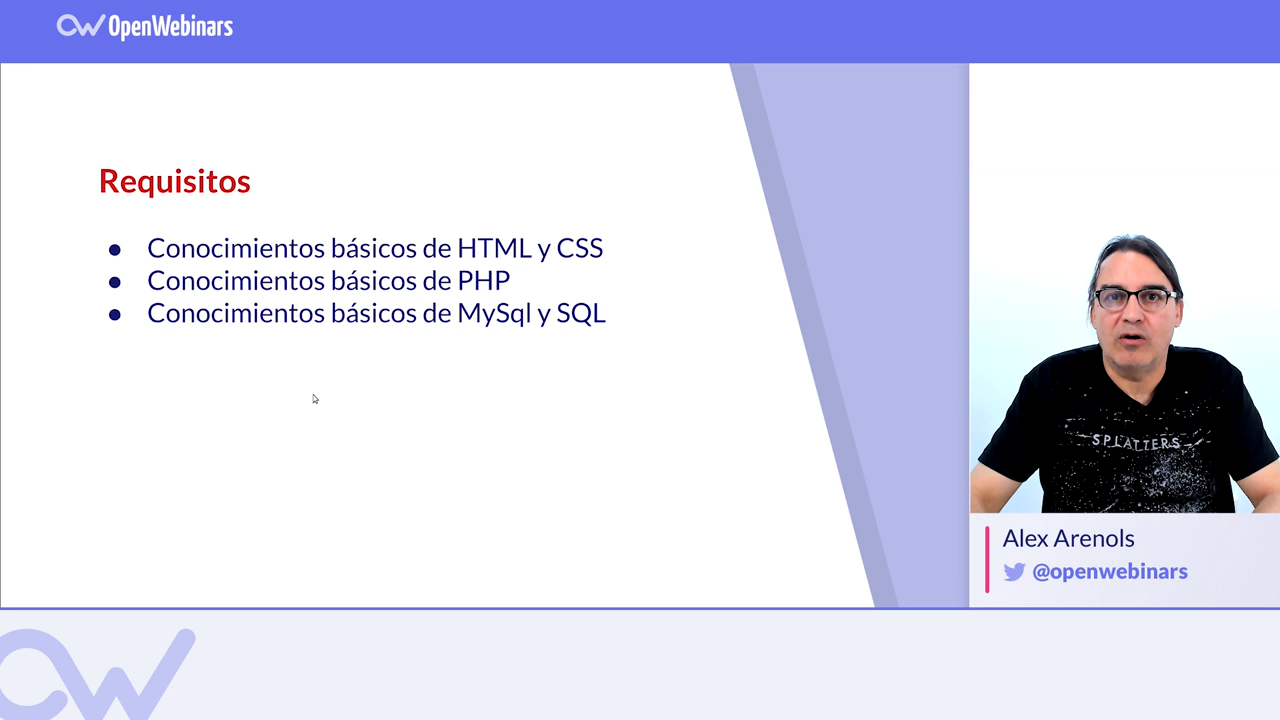 OpenWebinars
Requisitos
● Conocimientos básicos de HTML y CSS
● Conocimientos básicos de PHP
● Conocimientos básicos de MySql y SQL
SPLATTERS
Alex Arenols
@openwebinars